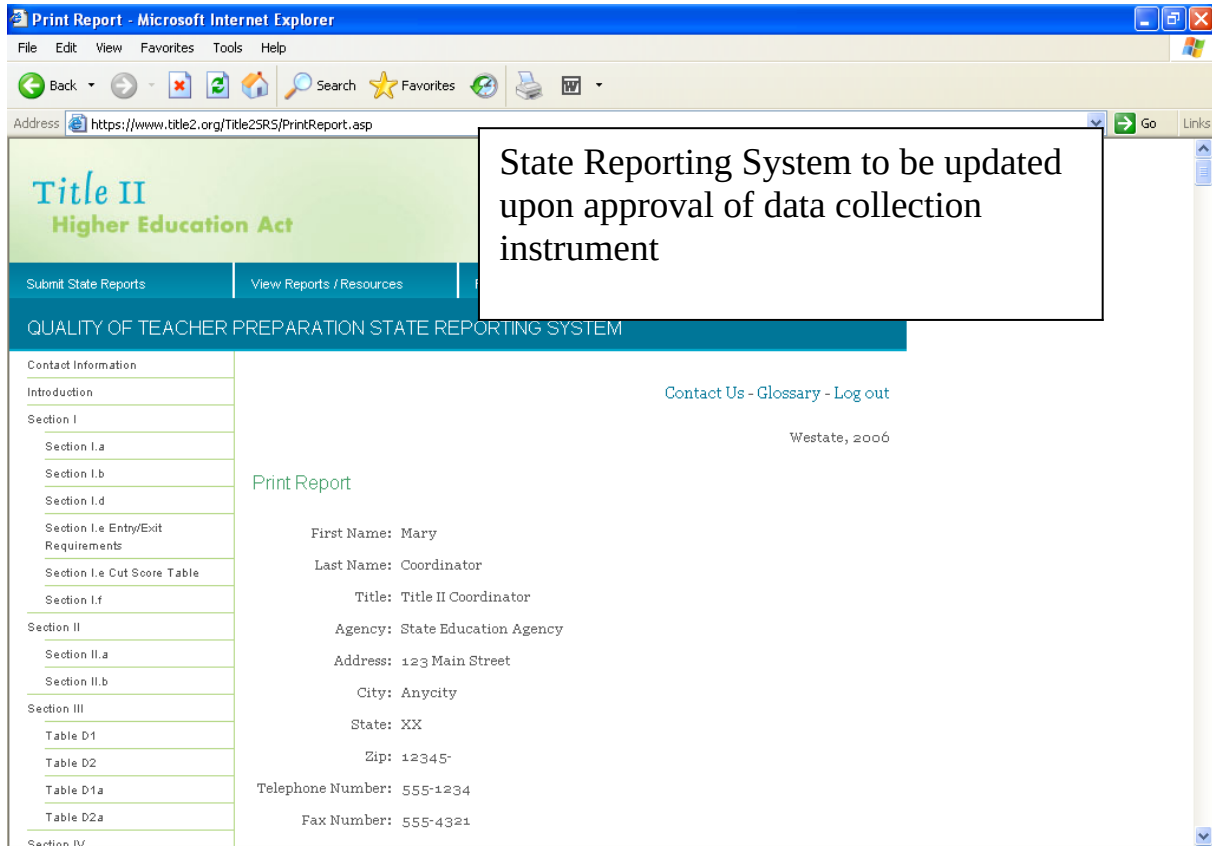 Print Report - Microsoft Internet Explorer
File Edit View Favorites Tools Help
Back Search Favorites
Address https://www.title2.org/Title2SRS/PrintReport.asp Go Links
State Reporting System to be updated
upon approval of data collection
instrument
Title II
Higher Education Act
Submit State Reports View Reports / Resources
QUALITY OF TEACHER PREPARATION STATE REPORTING SYSTEM
Contact Information
Introduction
Section I
Section I.a
Section I.b
Section I.d
Section I.e Entry/Exit
Requirements
Section I.e Cut Score Table
Section I.f
Section II
Section II.a
Section II.b
Section III
Table D1
Table D2
Table D1a
Table D2a
Section IV
Contact Us - Glossary - Log out
Westate, 2006
Print Report
First Name: Mary
Last Name: Coordinator
Title: Title II Coordinator
Agency: State Education Agency
Address: 123 Main Street
City: Anycity
State: XX
Zip: 12345-
Telephone Number: 555-1234
Fax Number: 555-4321